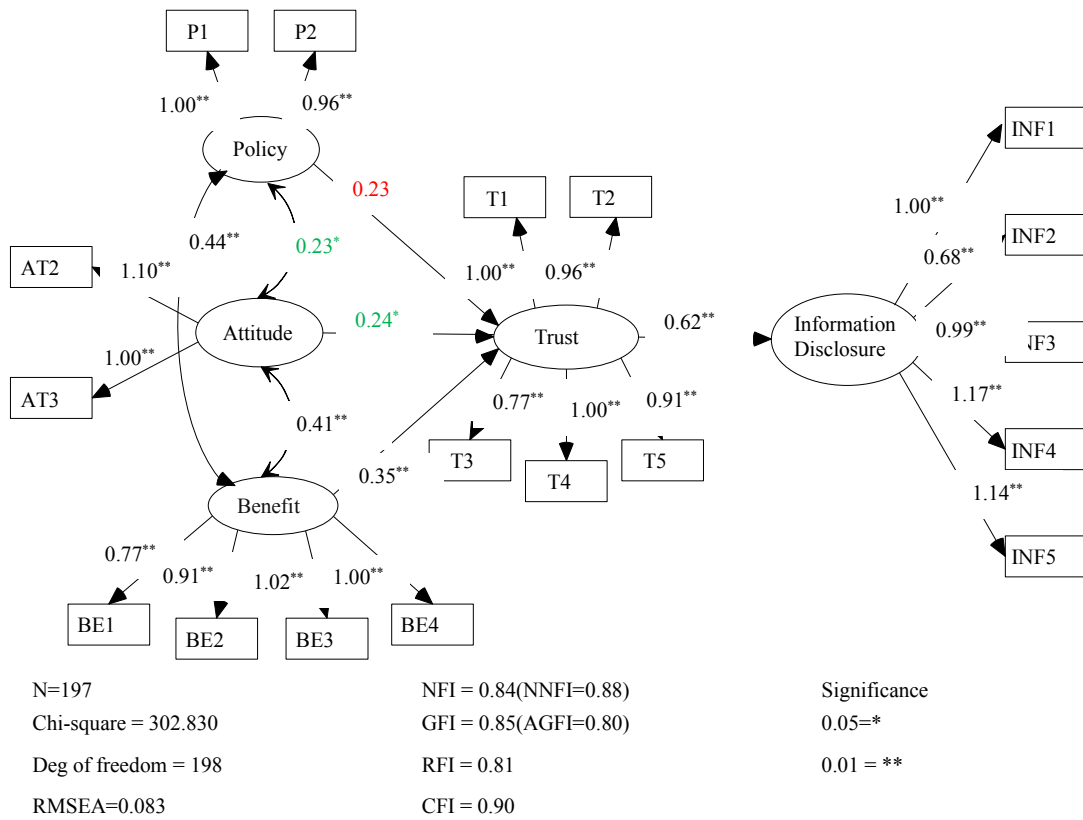 P1 P2
1.00** 0.96**
Policy
INF1
0.23
T1 T2
1.00**
0.44**
0.23*
INF2
0.68**
AT2
1.10**
1.00** 0.96**
0.24*
Attitude
Trust
0.62**
Information
Disclosure
0.99**
NF3
1.00**
AT3
0.77**
1.00**
0.91**
1.17**
0.41**
INF4
T3
T4
T5
0.35**
1.14**
Benefit
INF5
0.77**
0.91**
1.02**
1.00**
BE1
BE2
BE3
BE4
N=197
NFI = 0.84(NNFI=0.88)
Significance
Chi-square = 302.830
GFI = 0.85(AGFI=0.80)
0.05=*
Deg of freedom = 198
RFI = 0.81
0.01 = **
RMSEA=0.083
CFI = 0.90